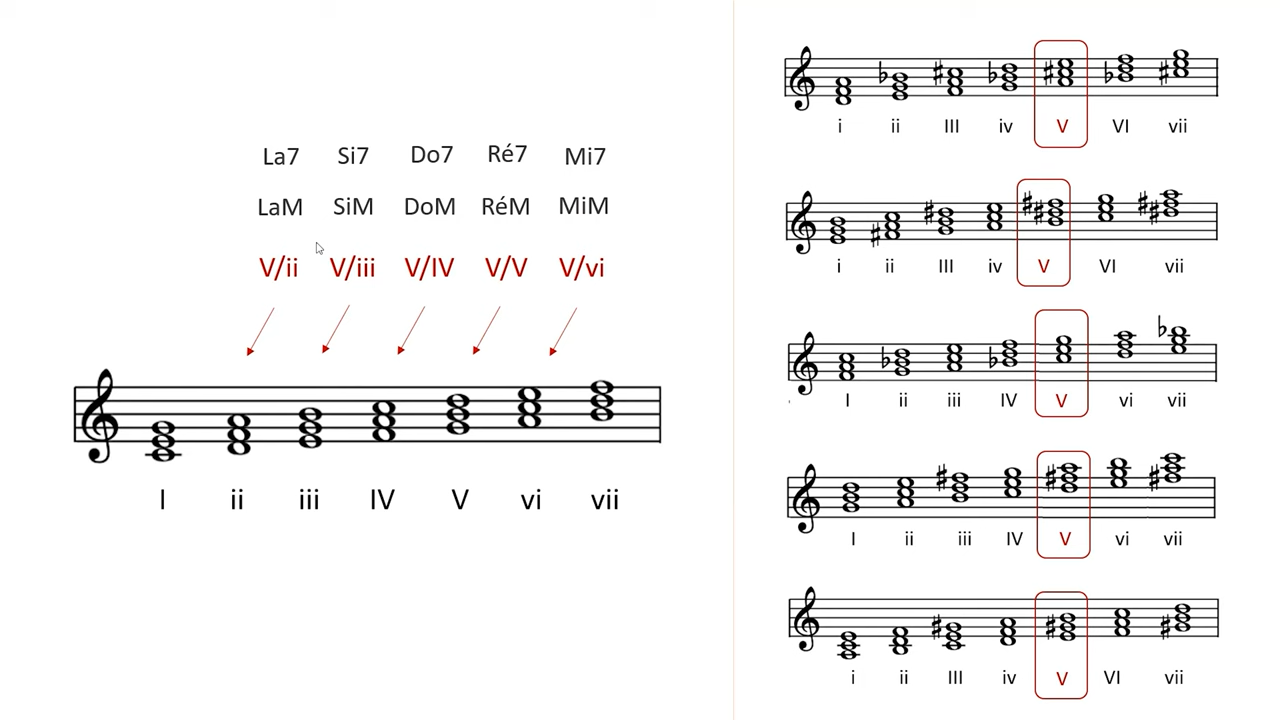 La7 Si7 Do7 Ré7 Mi7
LaM SiM DoM RéM MiM
V/ii V/iii V/IV V/V V/vi
I ii iii IV V vi vii
i ii III iv V VI vii
i ii III iv V VI vii
I ii iii IV V vi vii
I ii iii IV V vi vii
i ii III iv V VI vii